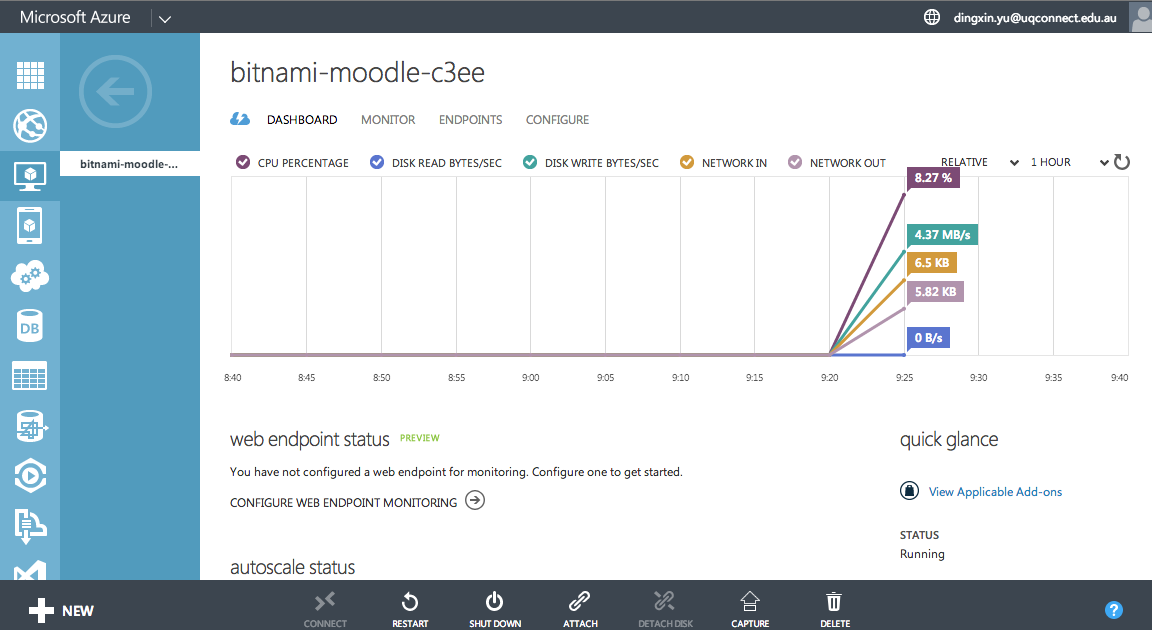 Microsoft Azure
dingxin.yu@uqconnect.edu.au
bitnami-moodle-...
DB
bitnami-moodle-c3ee
DASHBOARD MONITOR ENDPOINTS CONFIGURE
CPU PERCENTAGE DISK READ BYTES/SEC DISK WRITE BYTES/SEC NETWORK IN NETWORK OUT RELATIVE 1 HOUR
8.27 %
4.37 MB/s
6.5 KB
5.82 KB
0 B/s
8:40 8:45 8:50 8:55 9:00 9:05 9:10 9:15 9:20 9:25 9:30 9:35 9:40
web endpoint status PREVIEW
You have not configured a web endpoint for monitoring. Configure one to get started.
CONFIGURE WEB ENDPOINT MONITORING
autoscale status
quick glance
View Applicable Add-ons
STATUS
Running
NEW
CONNECT RESTART SHUT DOWN ATTACH DETACH DISK CAPTURE DELETE
?